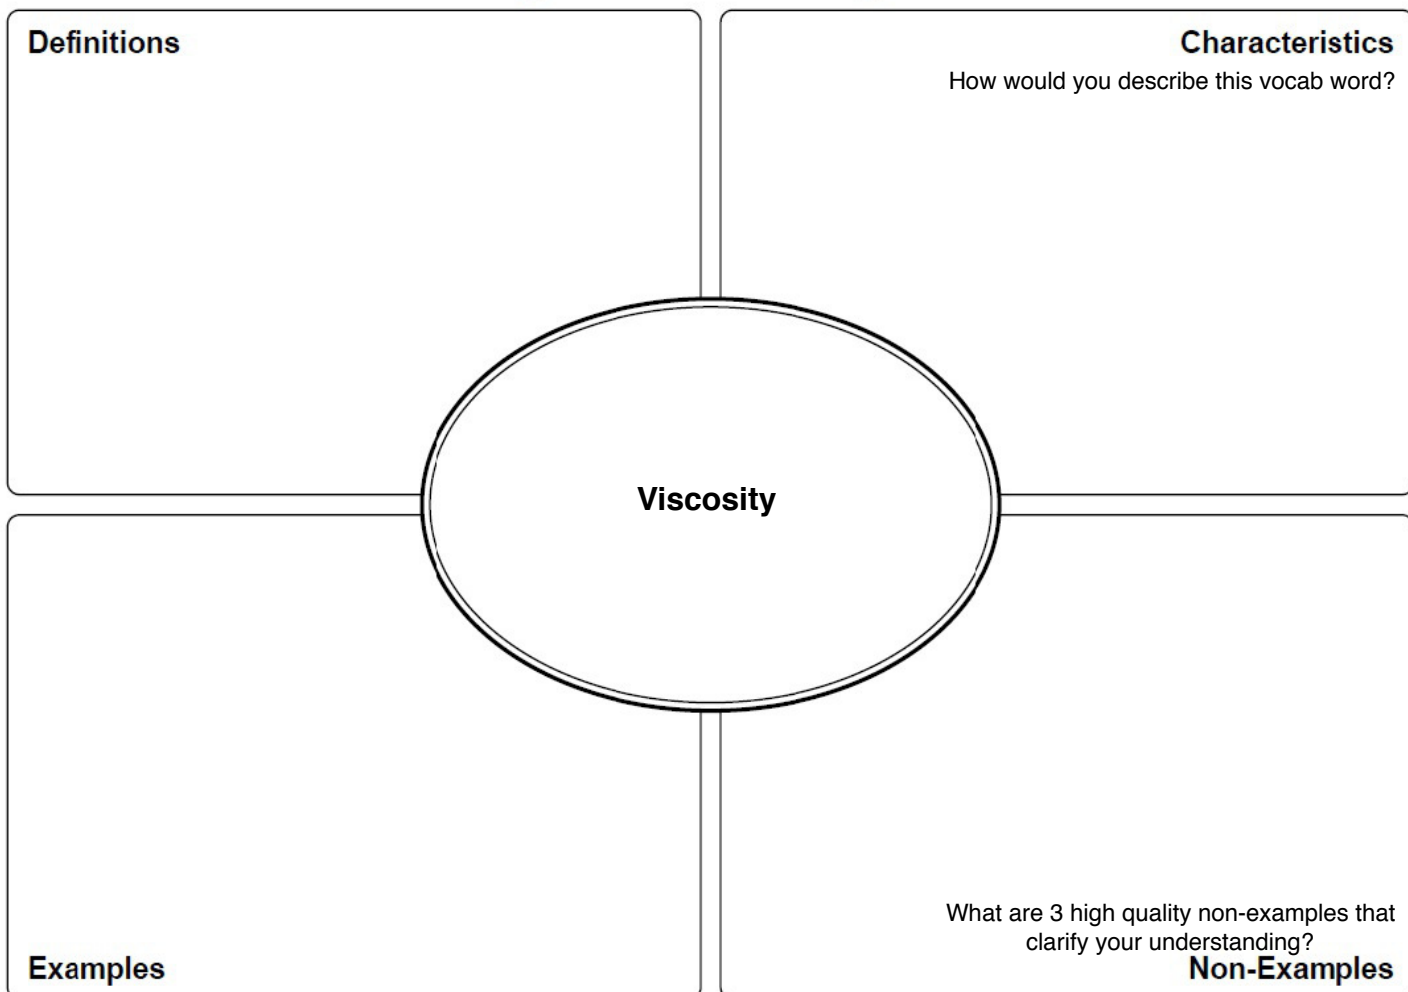 Definitions
Characteristics
How would you describe this vocab word?
Viscosity
Examples
What are 3 high quality non-examples that
clarify your understanding?
Non-Examples